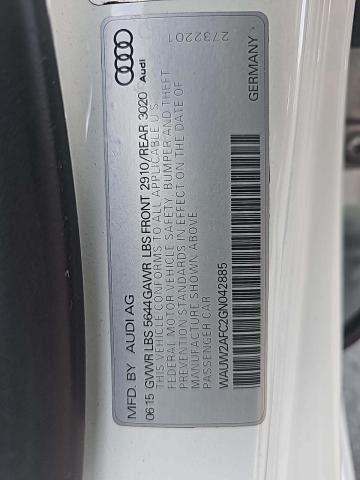 MFD. BY AUDI AG
Audi
06.15 GVWR LBS 5644 GAWR LBS FRONT 2910/REAR 3020
THIS VEHICLE CONFORMS TO ALL APPLICABLE U.S.
FEDERAL MOTOR VEHICLE SAFETY, BUMPER AND THEFT
PREVENTION STANDARDS IN EFFECT ON THE DATE OF
MANUFACTURE SHOWN ABOVE.
PASSENGER CAR
WAUW2AFC2GN042885
2732201
GERMANY